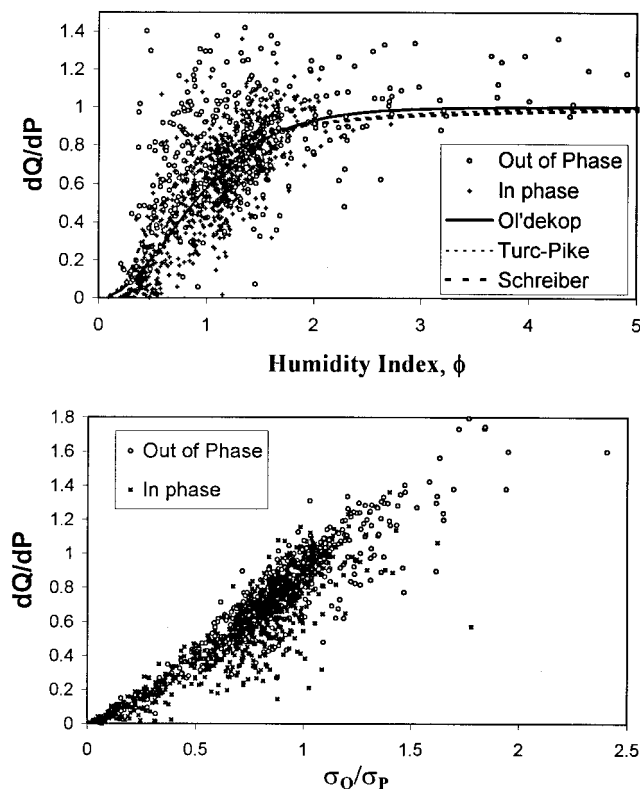 1.4
1.2
1
0.8
0.6
0.4
0.2
0
dQ/dP
Out of Phase
In phase
Ol'dekop
Turc-Pike
Schreiber
0 1 2 3 4 5
Humidity Index, ϕ
1.8
1.6
1.4
1.2
1
0.8
0.6
0.4
0.2
0
dQ/dP
Out of Phase
In phase
0 0.5 1 1.5 2 2.5
σQ/σP